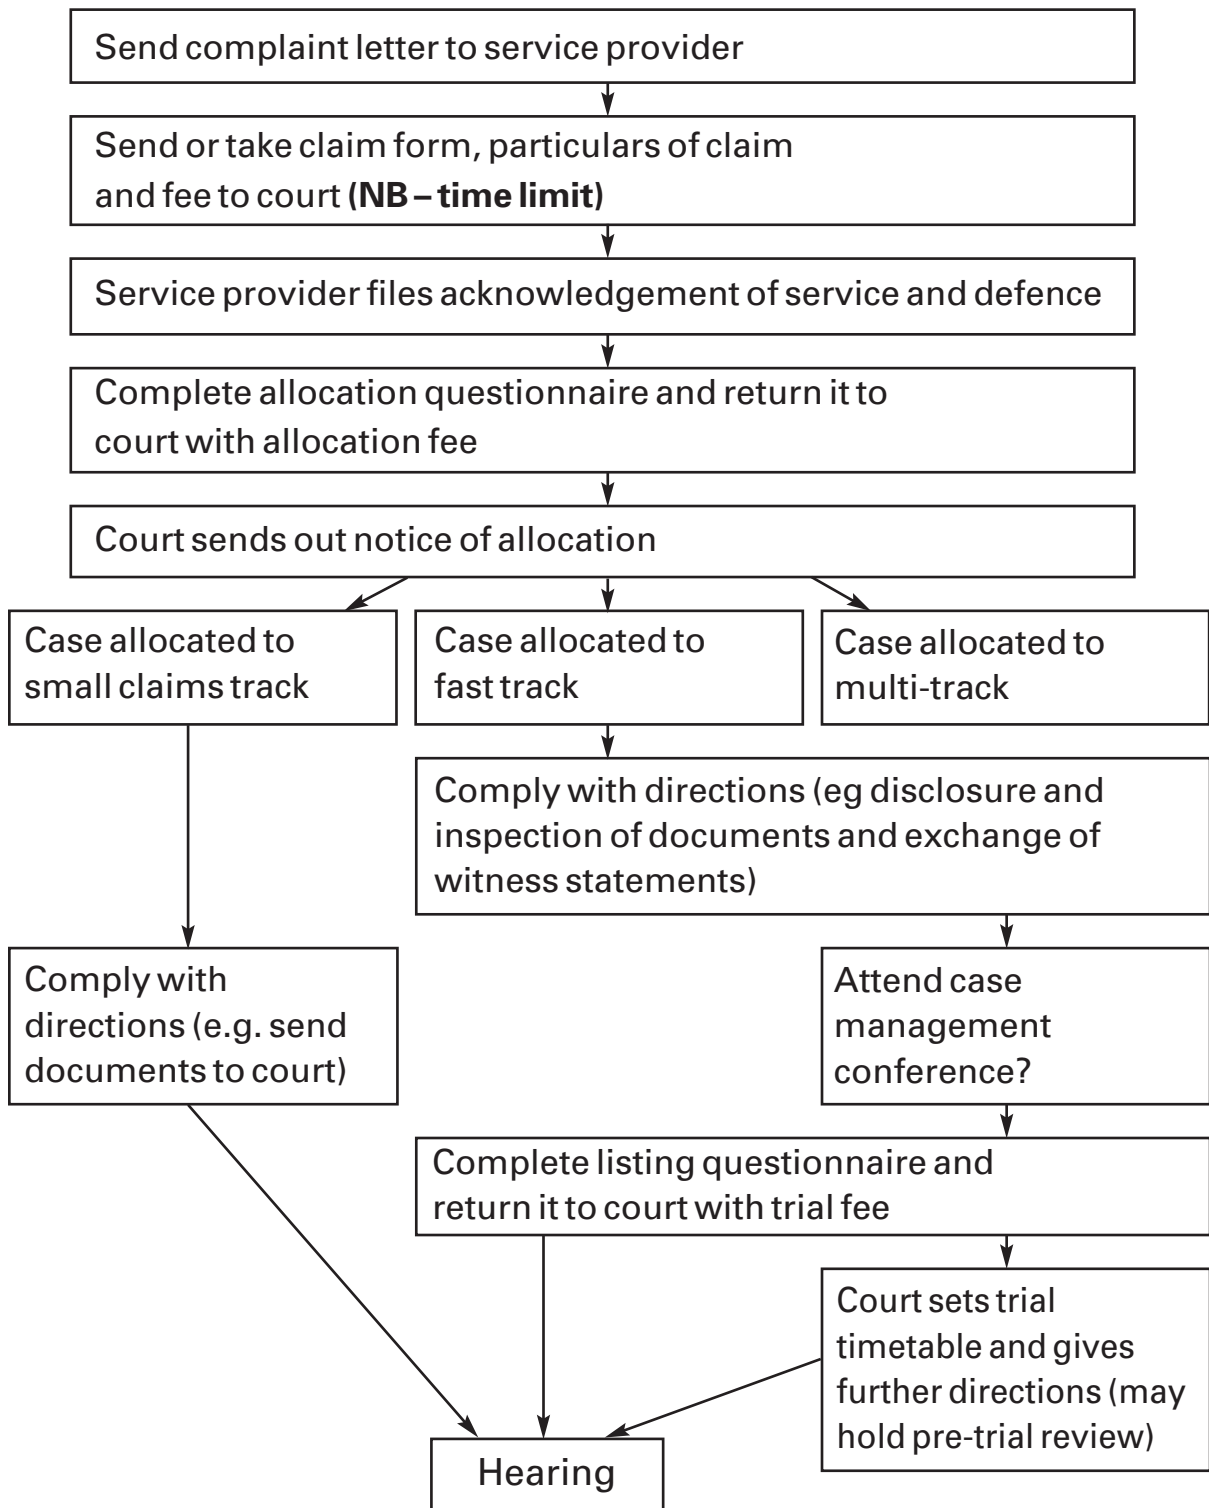 Send complaint letter to service provider
Send or take claim form, particulars of claim
and fee to court (NB – time limit)
Service provider files acknowledgement of service and defence
Complete allocation questionnaire and return it to
court with allocation fee
Court sends out notice of allocation
Case allocated to
small claims track
Case allocated to
fast track
Case allocated to
multi-track
Comply with directions (eg disclosure and
inspection of documents and exchange of
witness statements)
Comply with
directions (e.g. send
documents to court)
Attend case
management
conference?
Complete listing questionnaire and
return it to court with trial fee
Court sets trial
timetable and gives
further directions (may
hold pre-trial review)
Hearing